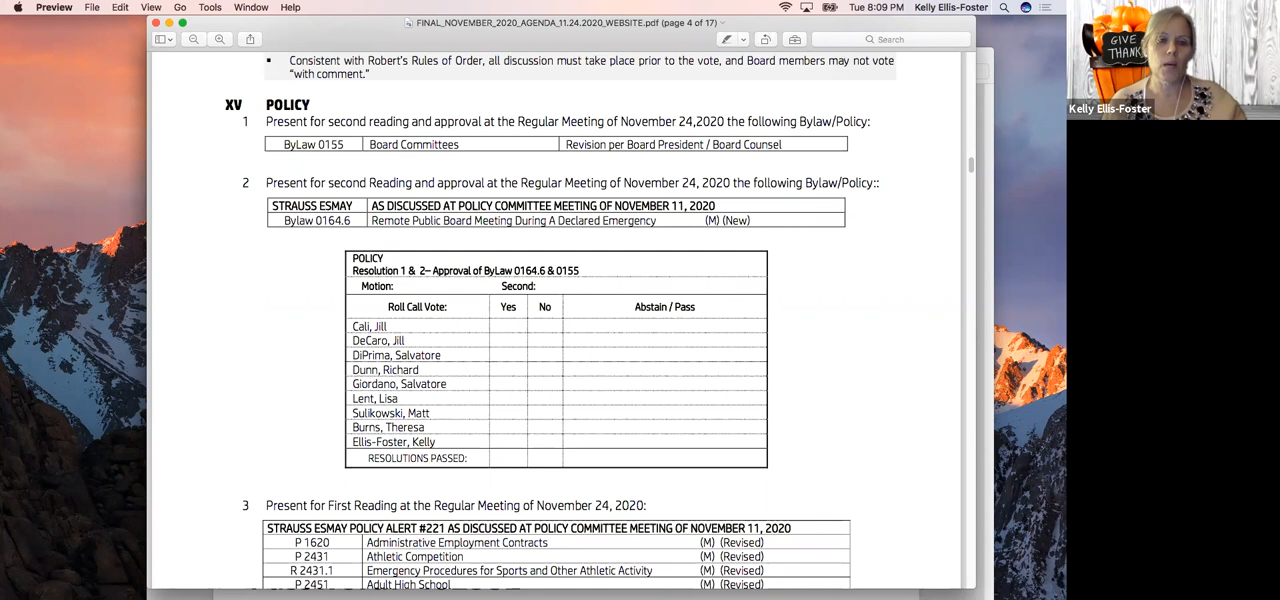 Preview File Edit View Go Tools Window Help
Tue 8:09 PM Kelly Ellis-Foster
FINAL_NOVEMBER_2020_AGENDA_11.24.2020_WEBSITE.pdf (page 4 of 17)
Search
GIVE
THANK
Kelly Ellis-Foster
▪ Consistent with Robert's Rules of Order, all discussion must take place prior to the vote, and Board members may not vote
"with comment."
XV POLICY
1 Present for second reading and approval at the Regular Meeting of November 24,2020 the following Bylaw/Policy:
ByLaw 0155 Board Committees Revision per Board President / Board Counsel
2 Present for second Reading and approval at the Regular Meeting of November 24, 2020 the following Bylaw/Policy::
STRAUSS ESMAY AS DISCUSSED AT POLICY COMMITTEE MEETING OF NOVEMBER 11, 2020
Bylaw 0164.6 Remote Public Board Meeting During A Declared Emergency (M) (New)
POLICY
Resolution 1 & 2– Approval of ByLaw 0164.6 & 0155
Motion: Second:
Roll Call Vote: Yes No Abstain / Pass
Cali, Jill
DeCaro, Jill
DiPrima, Salvatore
Dunn, Richard
Giordano, Salvatore
Lent, Lisa
Sulikowski, Matt
Burns, Theresa
Ellis-Foster, Kelly
RESOLUTIONS PASSED:
3 Present for First Reading at the Regular Meeting of November 24, 2020:
STRAUSS ESMAY POLICY ALERT #221 AS DISCUSSED AT POLICY COMMITTEE MEETING OF NOVEMBER 11, 2020
P 1620 Administrative Employment Contracts (M) (Revised)
P 2431 Athletic Competition (M) (Revised)
R 2431.1 Emergency Procedures for Sports and Other Athletic Activity (M) (Revised)
P 2451 Adult High School (M) (Revised)